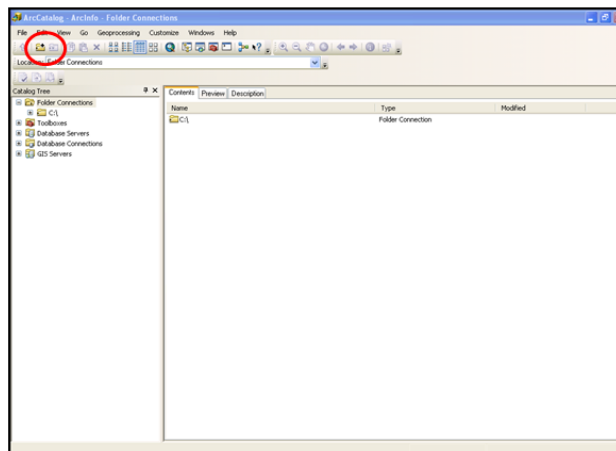 ArcCatalog - ArcInfo - Folder Connections
File Edit View Go Geoprocessing Customize Windows Help
Location: Folder Connections
Catalog Tree
Folder Connections
C:\
Toolboxes
Database Servers
Database Connections
GIS Servers
Contents Preview Description
Name Type Modified
C:\ Folder Connection